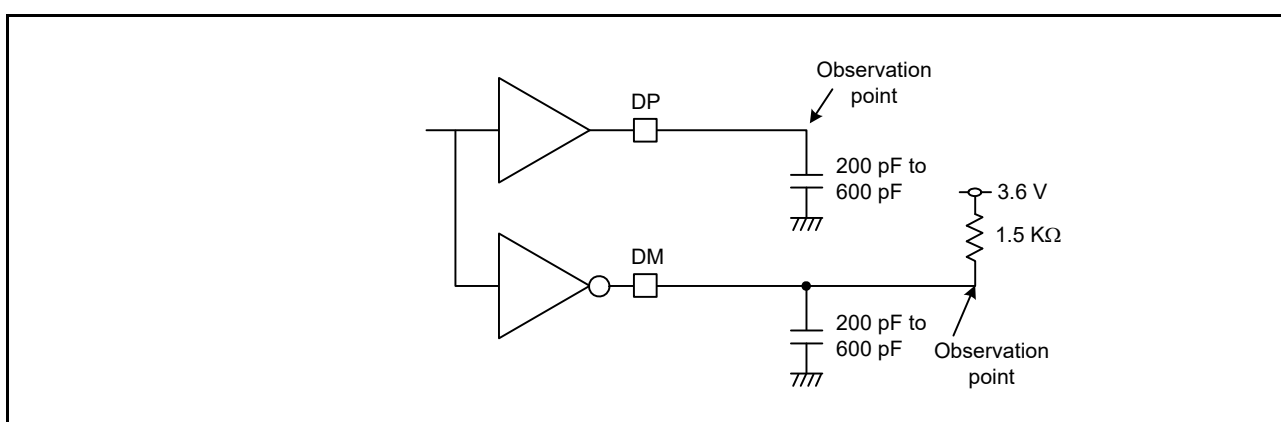 Observation
point
DP
200 pF to
600 pF
3.6 V
1.5 KΩ
DM
200 pF to
600 pF
Observation
point